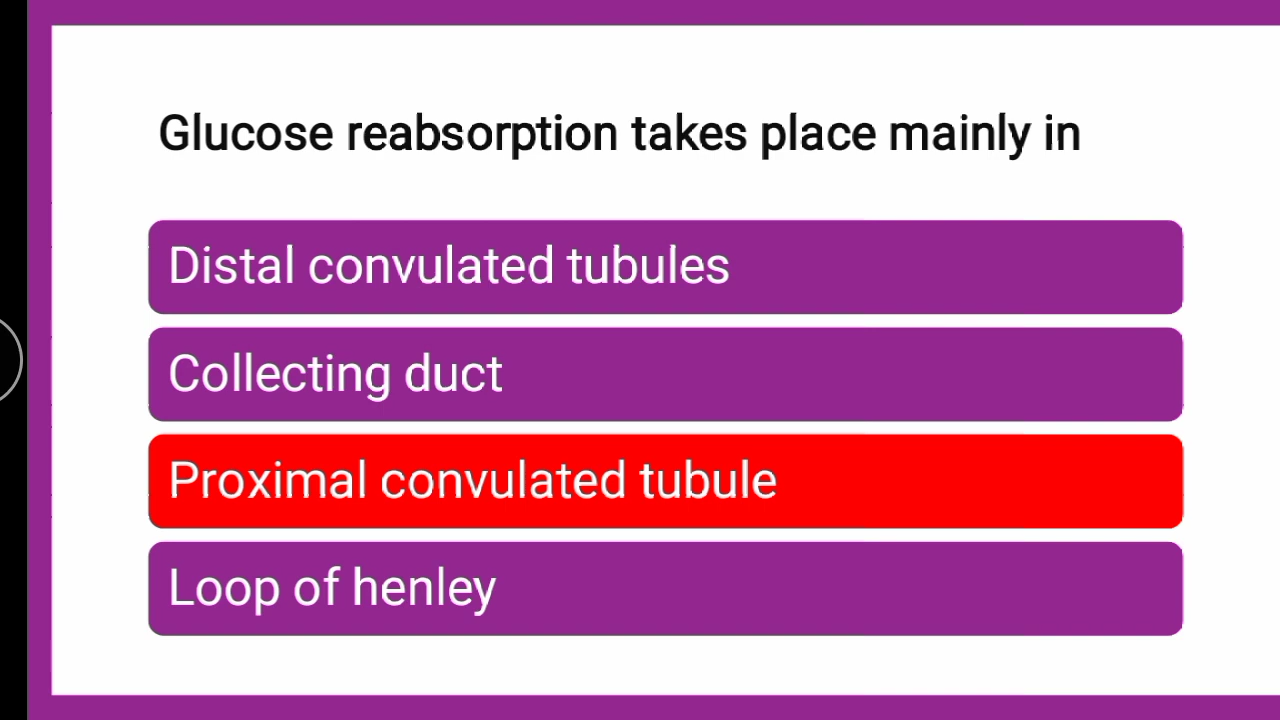 Glucose reabsorption takes place mainly in
Distal convulated tubules
Collecting duct
Proximal convulated tubule
Loop of henley